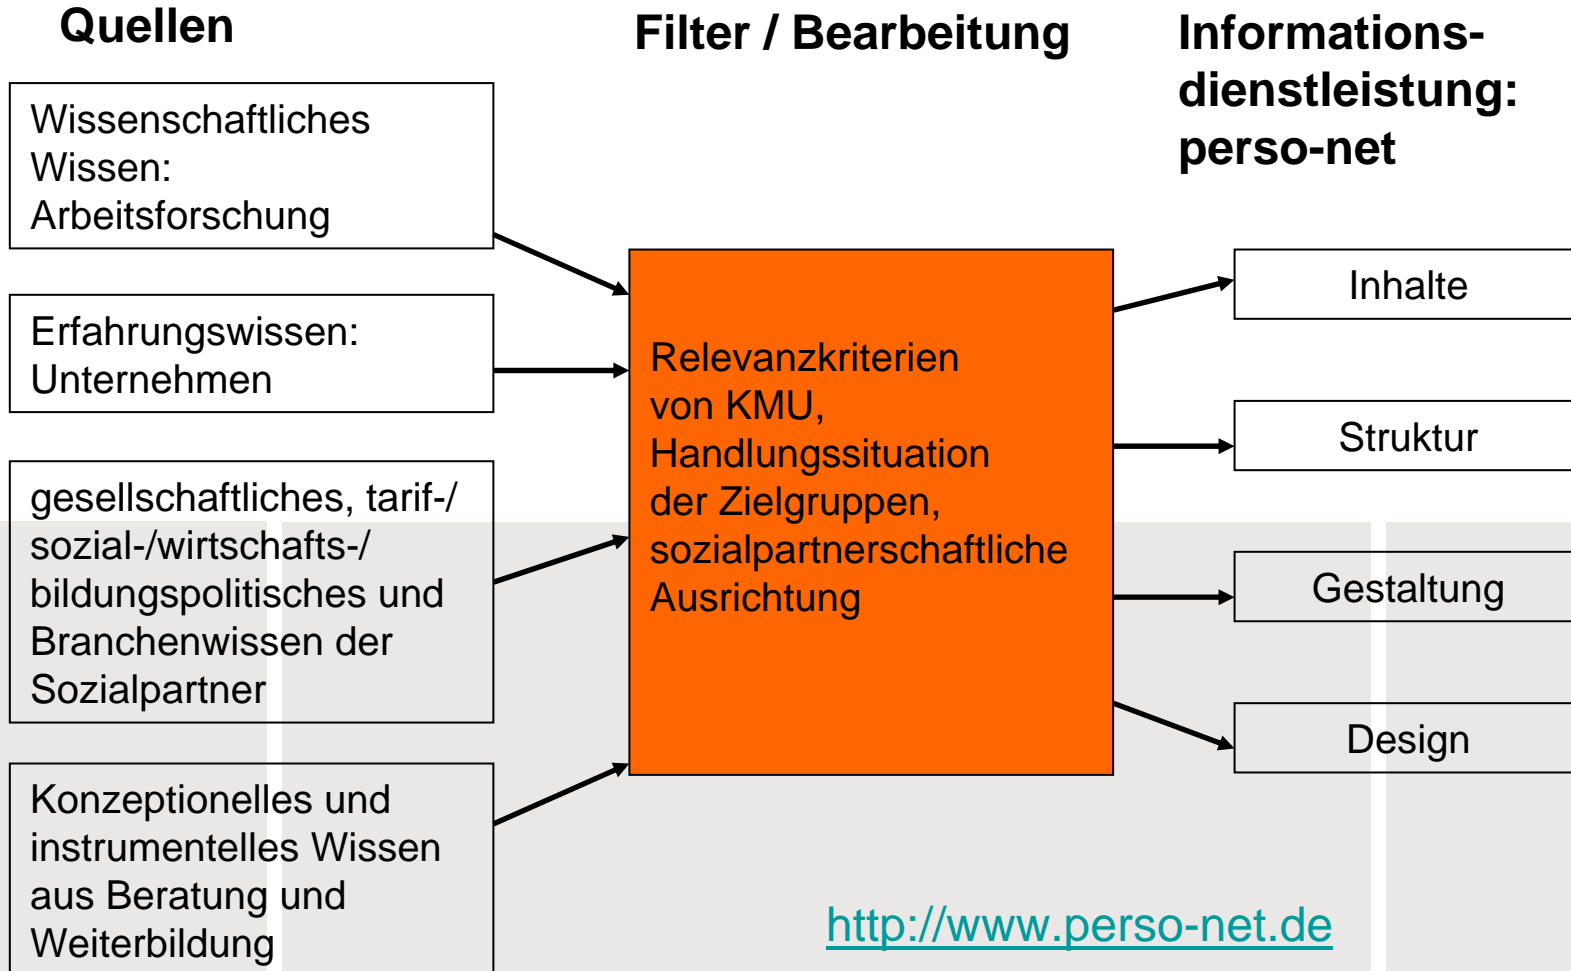 Quellen
Filter / Bearbeitung
Informations-
dienstleistung:
perso-net
Wissenschaftliches
Wissen:
Arbeitsforschung
Erfahrungswissen:
Unternehmen
gesellschaftliches, tarif-/
sozial-/wirtschafts-/
bildungspolitisches und
Branchenwissen der
Sozialpartner
Konzeptionelles und
instrumentelles Wissen
aus Beratung und
Weiterbildung
Relevanzkriterien
von KMU,
Handlungssituation
der Zielgruppen,
sozialpartnerschaftliche
Ausrichtung
Inhalte
Struktur
Gestaltung
Design
http://www.perso-net.de